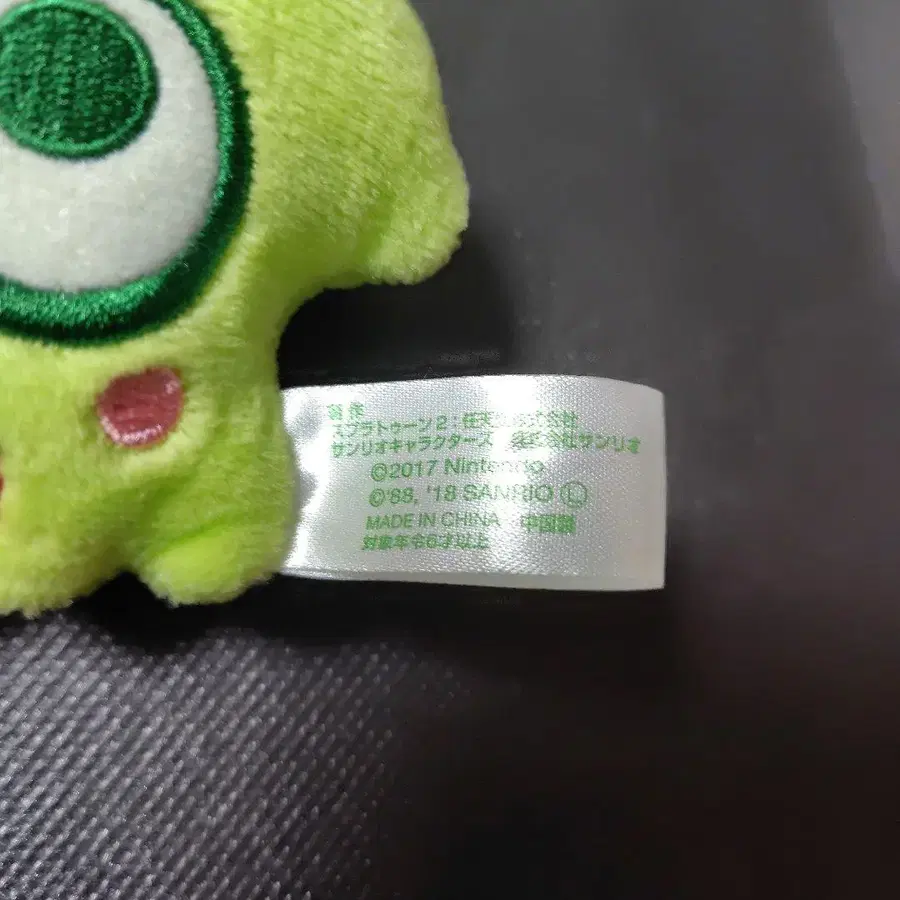 著作
スプラトゥーン2：任天堂株式会社
サンリオキャラクターズ 株式会社サンリオ
©2017 Nintendo
©'88, '18 SANRIO Ⓛ
MADE IN CHINA 中国製
対象年令6才以上